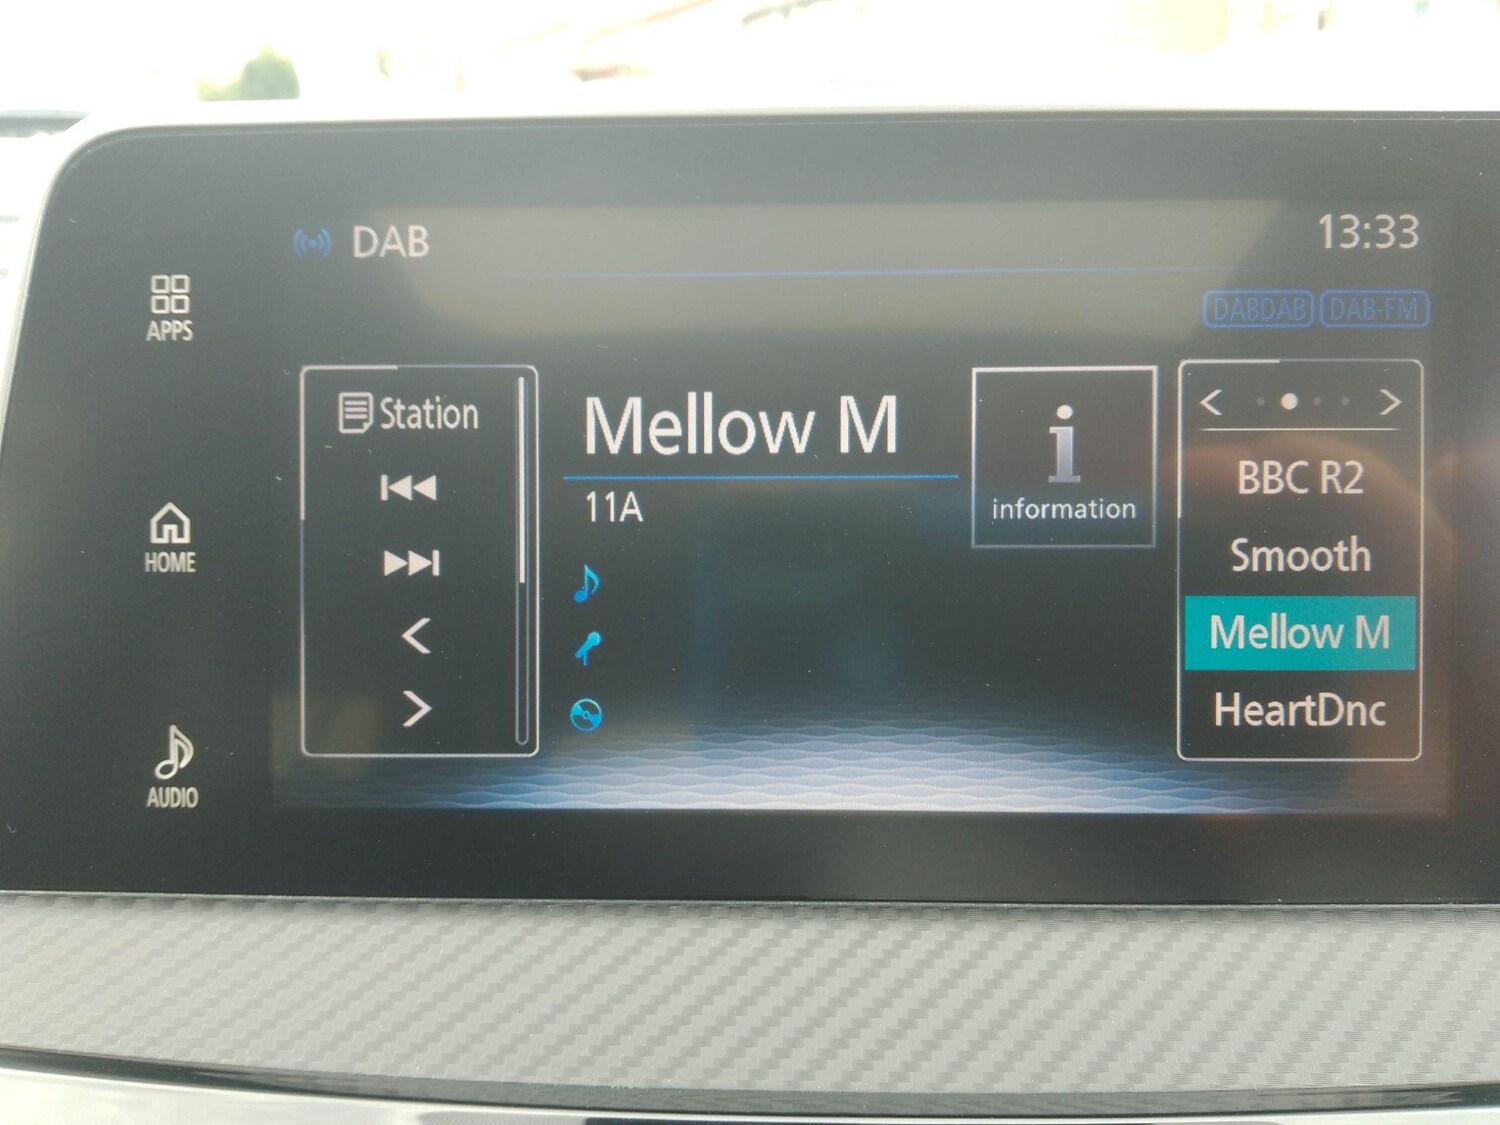 DAB
13:33
DABDAB DAB-FM
APPS
HOME
AUDIO
Station
Mellow M
11A
i
information
BBC R2
Smooth
Mellow M
HeartDnc